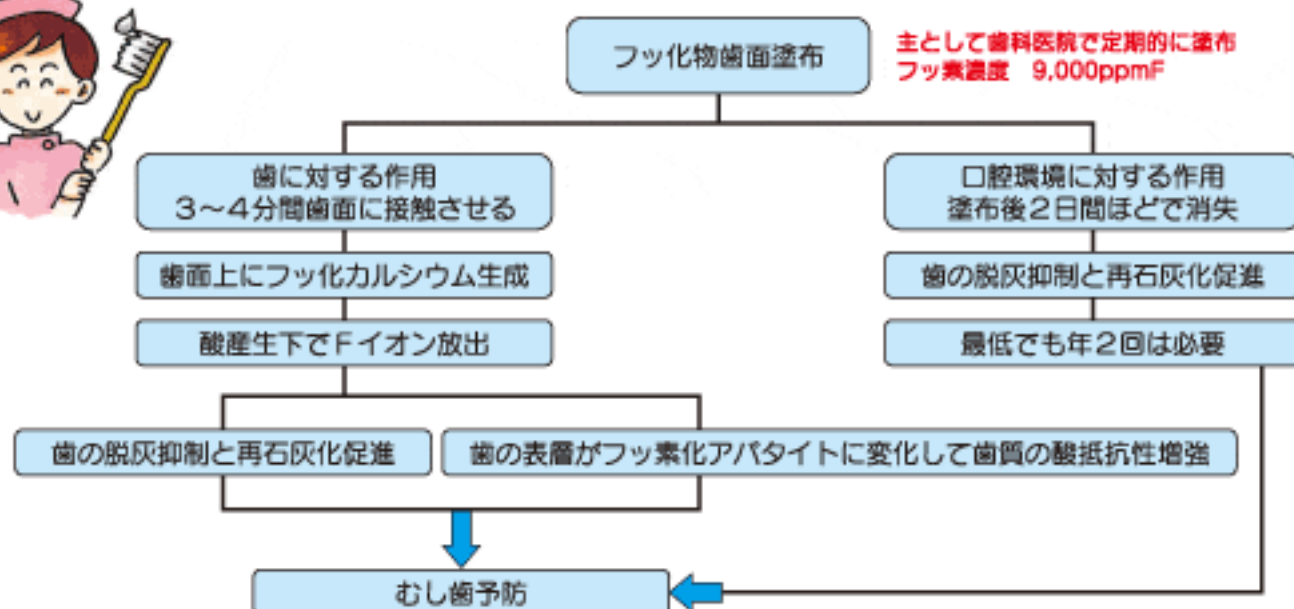 フッ化物歯面塗布
主として歯科医院で定期的に塗布
フッ素濃度 9,000ppmF
歯に対する作用
3～4分間歯面に接触させる
歯面上にフッ化カルシウム生成
酸産生下でFイオン放出
歯の脱灰抑制と再石灰化促進
歯の表層がフッ素化アパタイトに変化して歯質の酸抵抗性増強
口腔環境に対する作用
塗布後2日間ほどで消失
歯の脱灰抑制と再石灰化促進
最低でも年2回は必要
むし歯予防